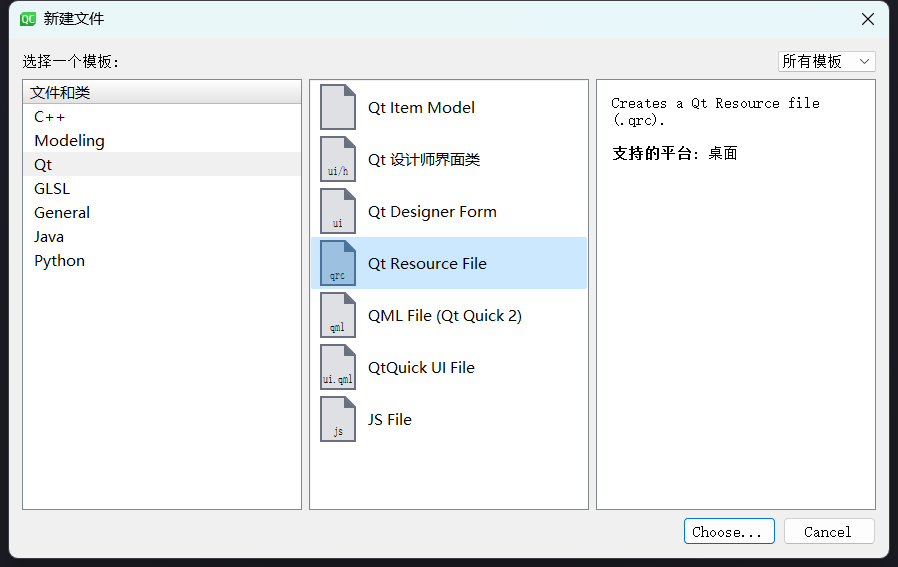 QC 新建文件
选择一个模板：
所有模板
文件和类
C++
Modeling
Qt
GLSL
General
Java
Python
Qt Item Model
ui/h
Qt 设计师界面类
ui
Qt Designer Form
qrc
Qt Resource File
qml
QML File (Qt Quick 2)
ui.qml
QtQuick UI File
js
JS File
Creates a Qt Resource file
(.qrc).
支持的平台：桌面
Choose...
Cancel